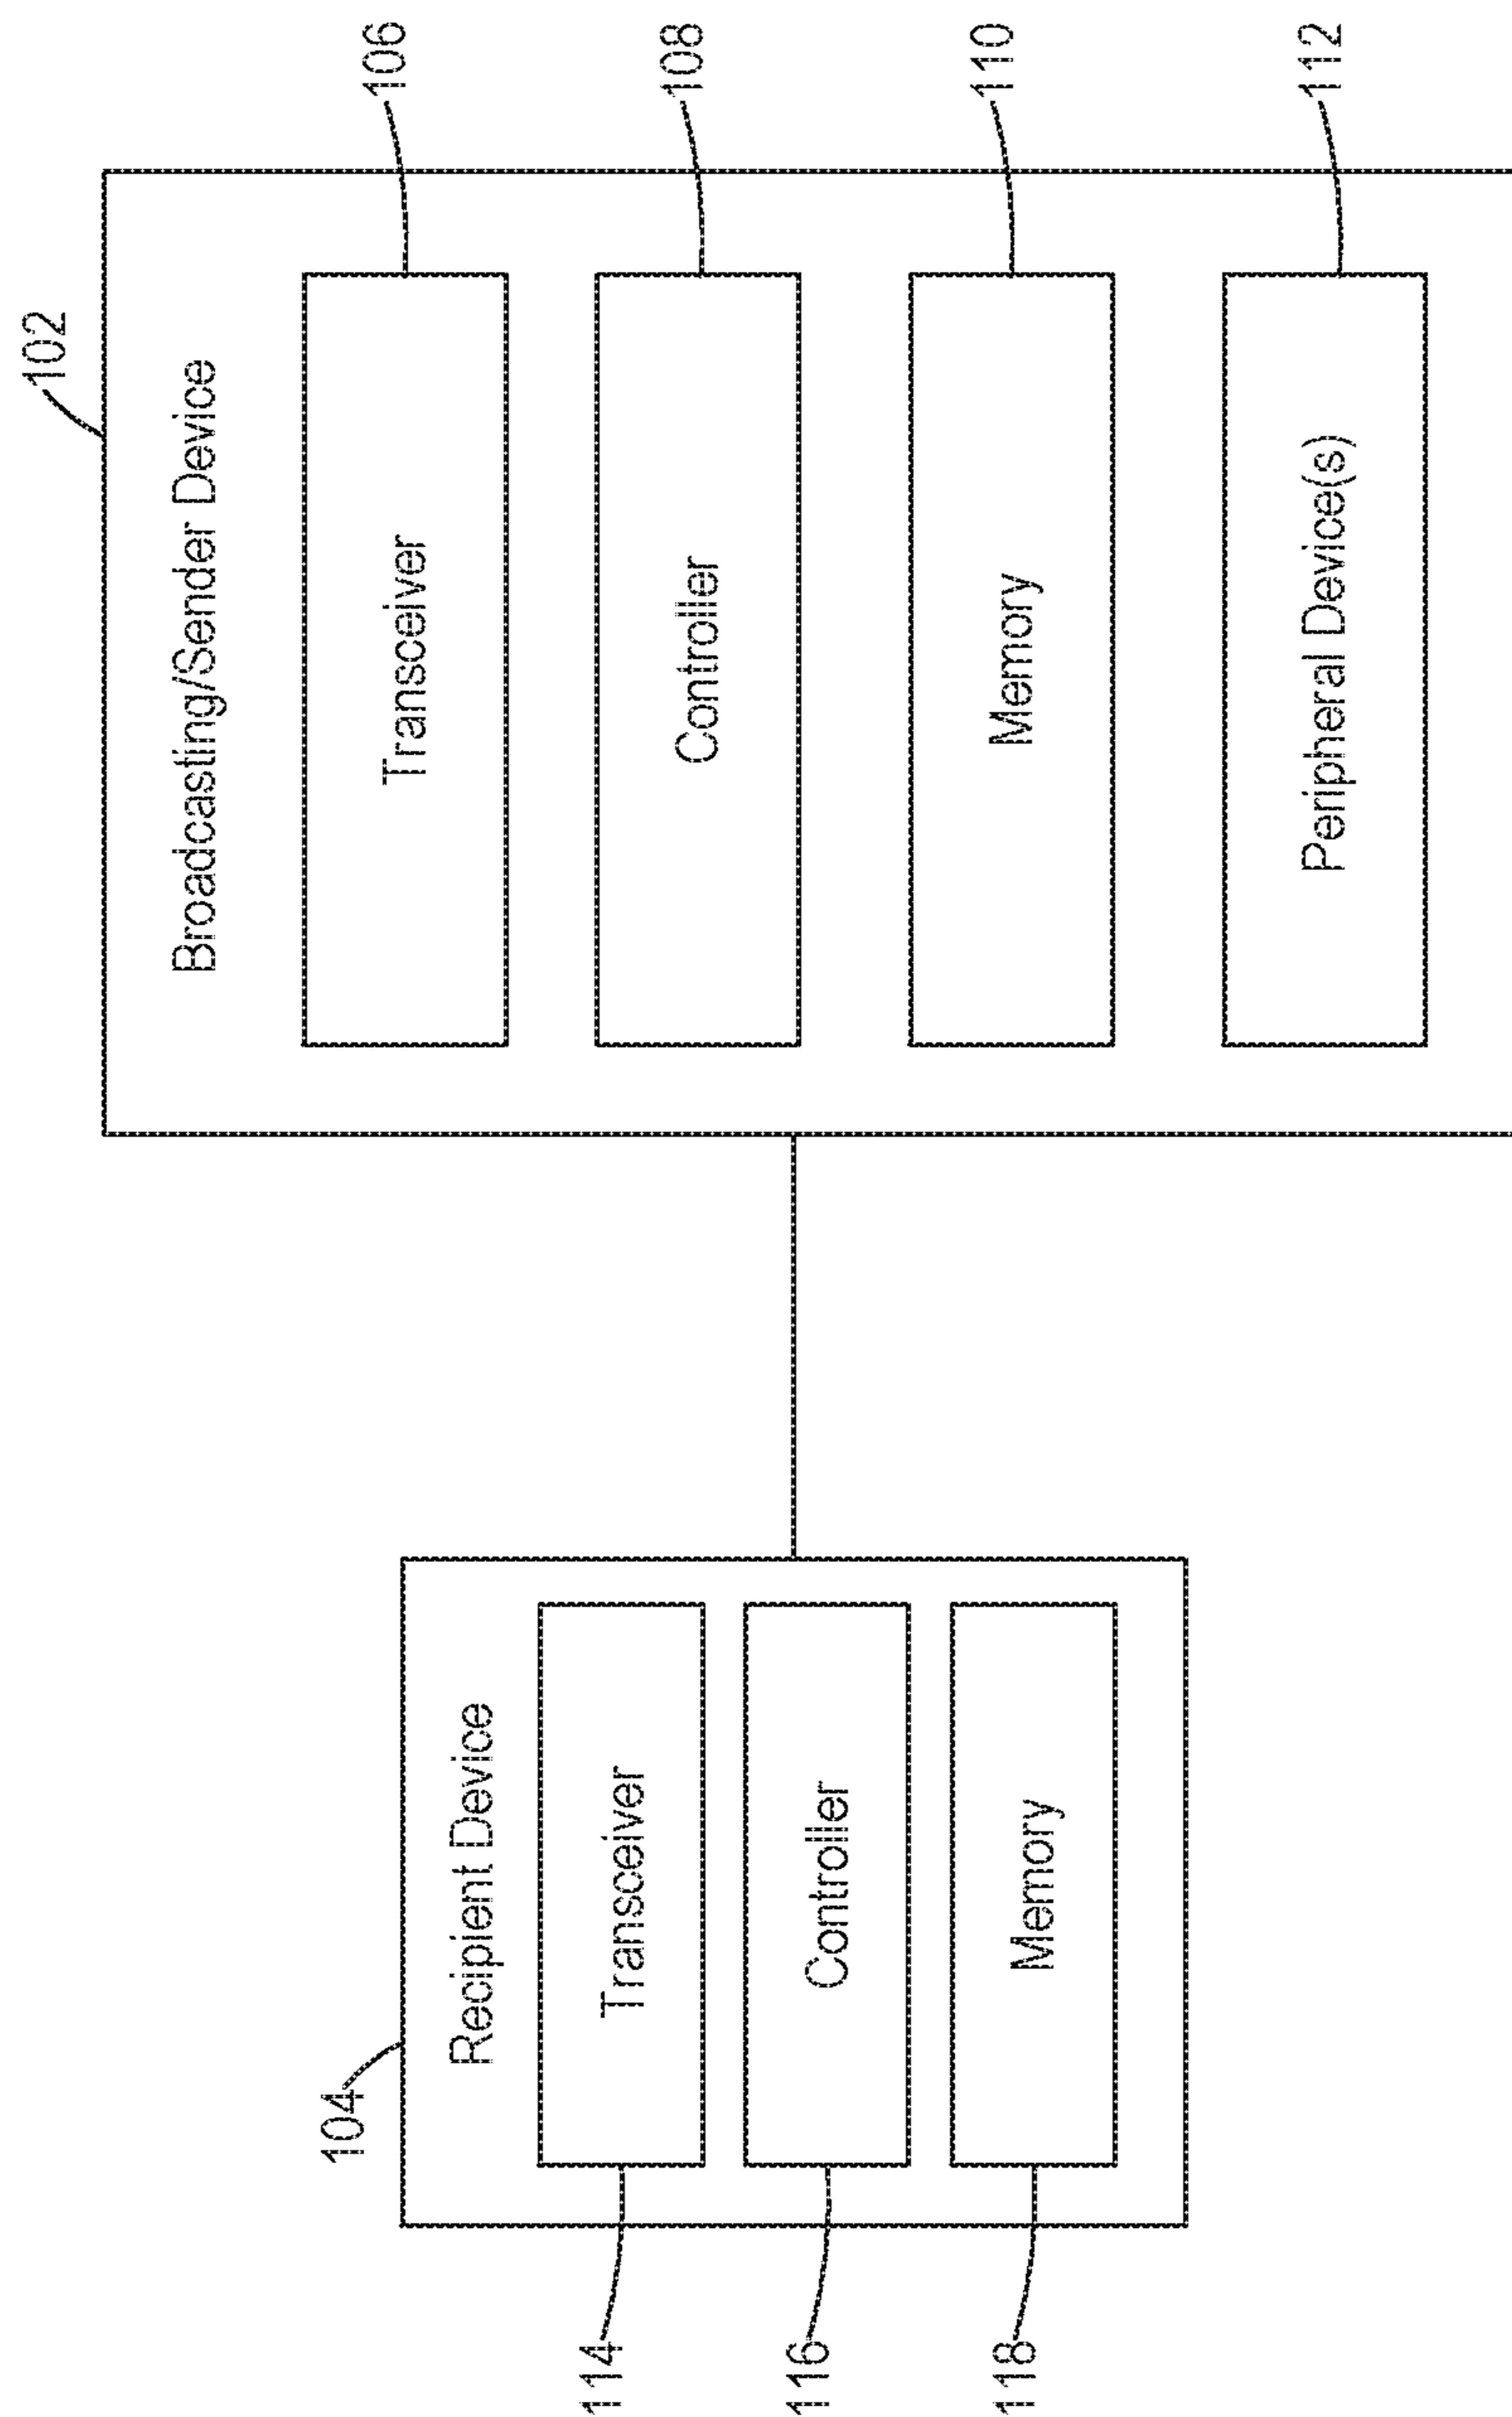 104
Recipient Device
114
Transceiver
116
Controller
118
Memory
102
Broadcasting/Sender Device
Transceiver
106
Controller
108
Memory
110
Peripheral Device(s)
112